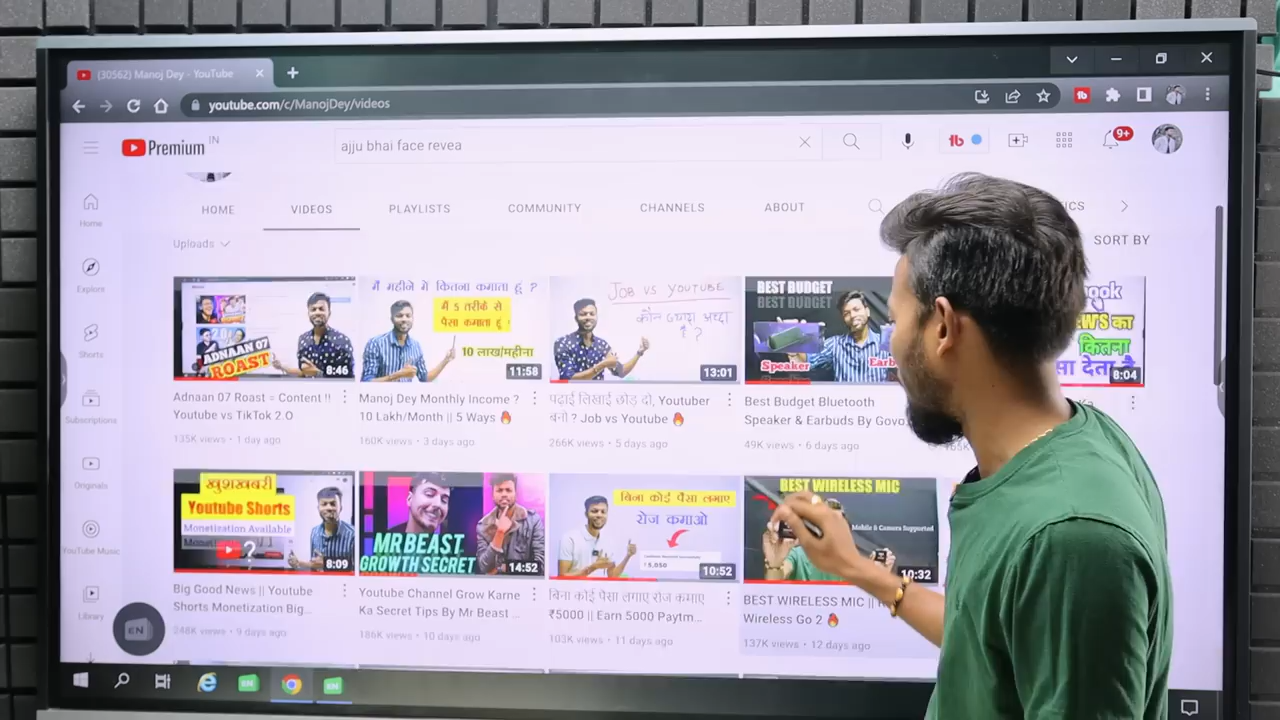 (30562) Manoj Dey - YouTube
youtube.com/c/ManojDey/videos
Premium IN
ajju bhai face revea
9+
HOME VIDEOS PLAYLISTS COMMUNITY CHANNELS ABOUT
Uploads
SORT BY
Home
Explore
Shorts
Subscriptions
Originals
YouTube Music
Library
ADNAAN 07
ROAST
8:46
Adnaan 07 Roast = Content !!
Youtube vs TikTok 2.O
135K views • 1 day ago
मैं महीने में कितना कमाता हूं ?
मैं 5 तरीके से
पैसा कमाता हूं
10 लाख/महीना
11:58
Manoj Dey Monthly Income ?
10 Lakh/Month || 5 Ways 🔥
160K views • 3 days ago
JOB VS YOUTUBE
कौन ज्यादा अच्छा
है ?
13:01
पढ़ाई लिखाई छोड़ दो, Youtuber
बनो ? Job vs Youtube 🔥
266K views • 5 days ago
BEST BUDGET
BEST BUDGET
Speaker
Best Budget Bluetooth
Speaker & Earbuds By Govo
49K views • 6 days ago
का
कितना
देता है
8:04
खुशखबरी
Youtube Shorts
Monetization Available
?
8:09
Big Good News || Youtube
Shorts Monetization Big...
248K views • 9 days ago
MR BEAST
GROWTH SECRET
14:52
Youtube Channel Grow Karne
Ka Secret Tips By Mr Beast ...
186K views • 10 days ago
बिना कोई पैसा लगाए
रोज कमाओ
10:52
बिना कोई पैसा लगाए रोज कमाए
₹5000 || Earn 5000 Paytm...
103K views • 11 days ago
BEST WIRELESS MIC
Mobile & Camera Supported
10:32
BEST WIRELESS MIC ||
Wireless Go 2 🔥
137K views • 12 days ago
EN